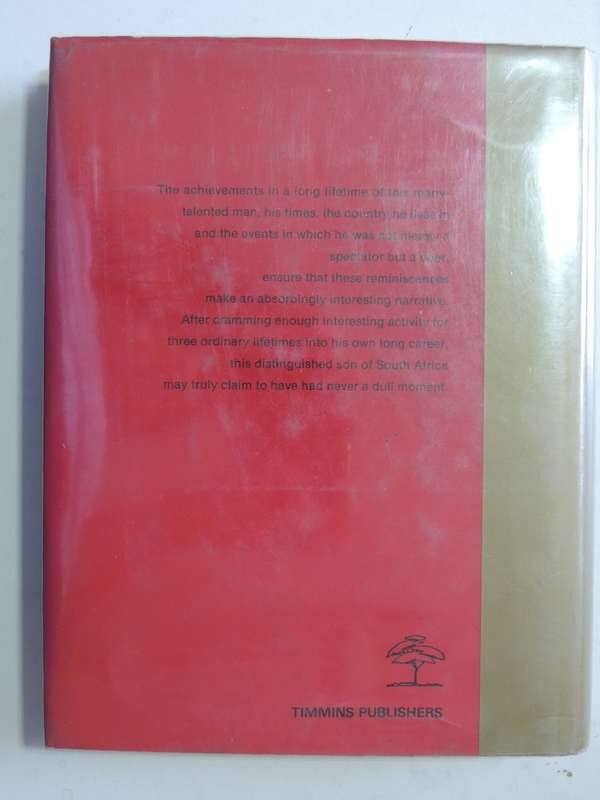 The achievements in a long lifetime of this many-
talented man, his times, the country he lives in
and the events in which he was not merely a
spectator but a doer,
ensure that these reminiscences
make an absorbingly interesting narrative.
After cramming enough interesting activity for
three ordinary lifetimes into his own long career,
this distinguished son of South Africa
may truly claim to have had never a dull moment.
TIMMINS PUBLISHERS